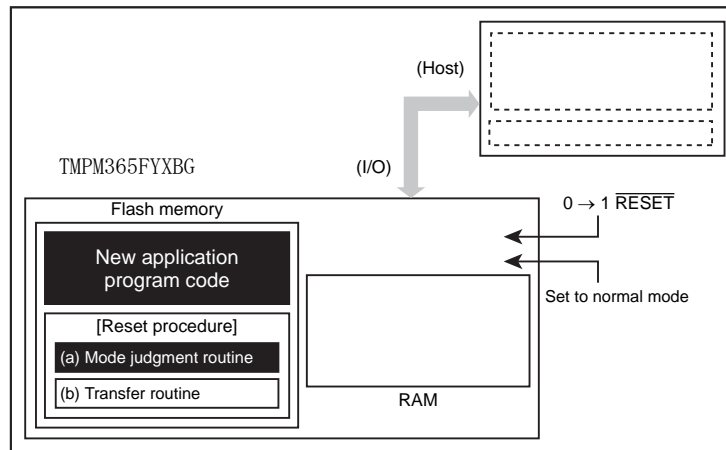 (Host)
(I/O)
TMPM365FYXBG
Flash memory
0 → 1 RESET
New application
program code
Set to normal mode
[Reset procedure]
(a) Mode judgment routine
(b) Transfer routine
RAM